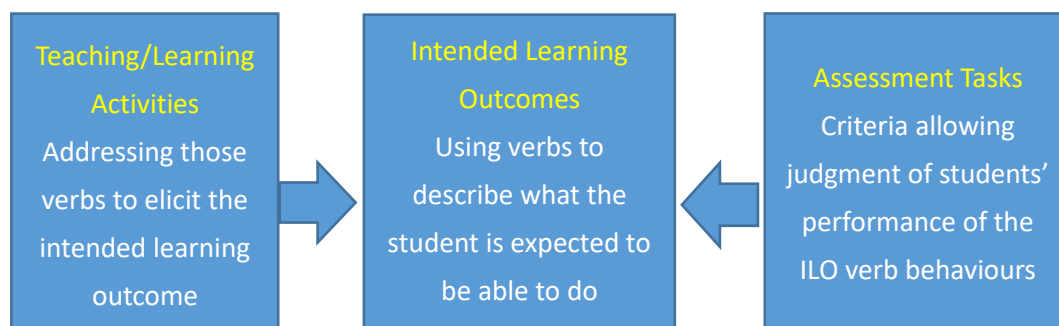 Teaching/Learning
Activities
Addressing those
verbs to elicit the
intended learning
outcome
Intended Learning
Outcomes
Using verbs to
describe what the
student is expected to
be able to do
Assessment Tasks
Criteria allowing
judgment of students’
performance of the
ILO verb behaviours